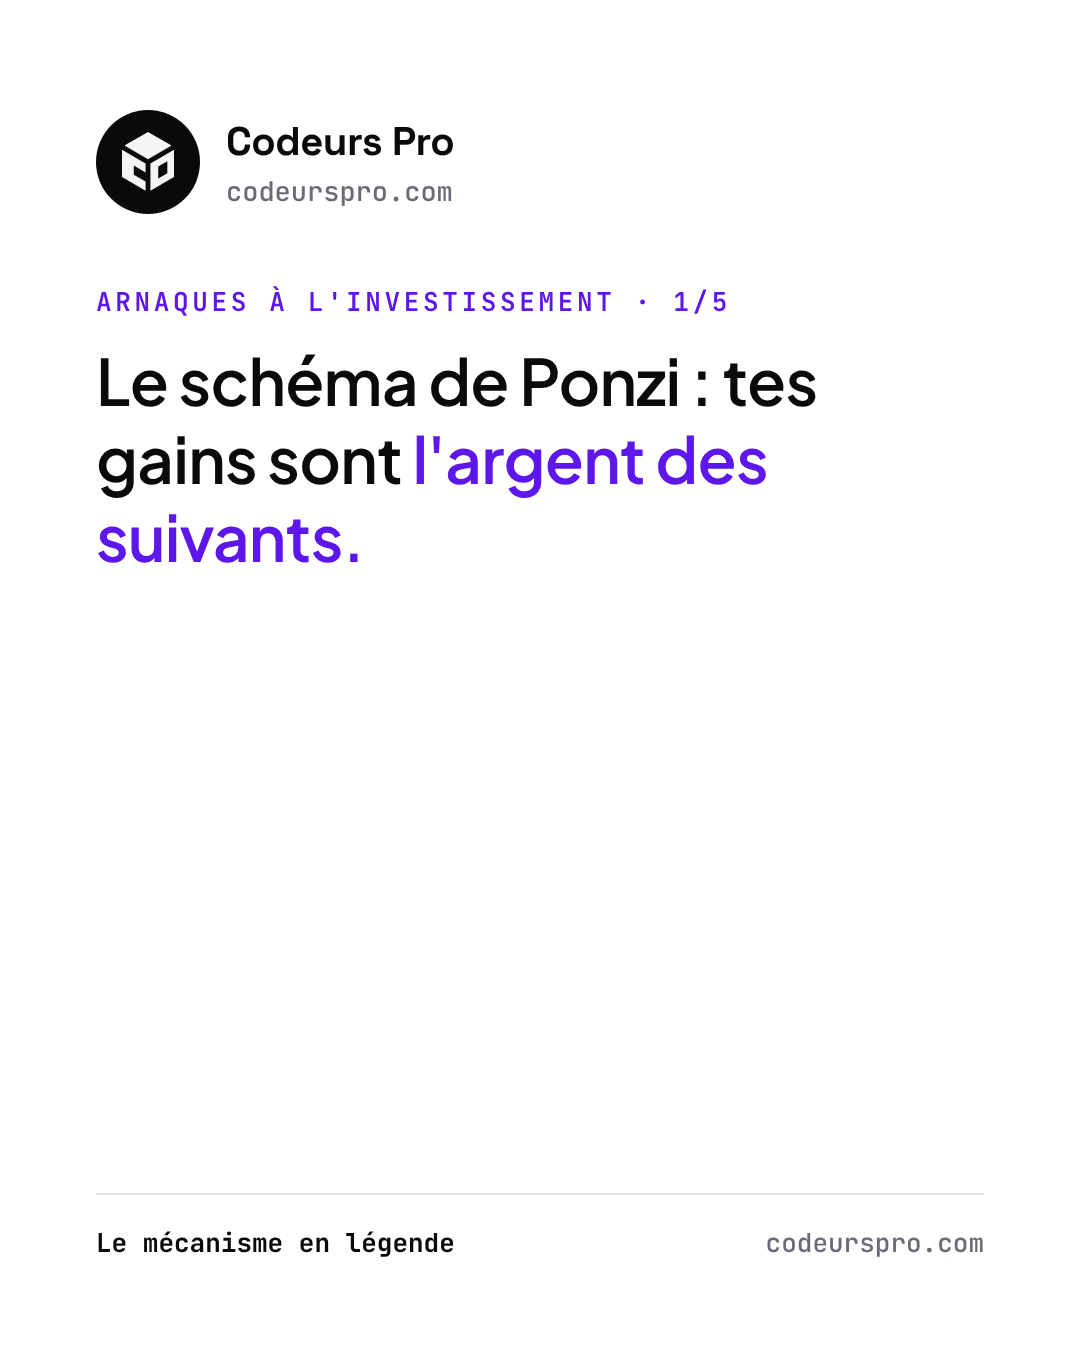 Codeurs Pro
codeurspro.com
ARNAQUES À L'INVESTISSEMENT · 1/5
Le schéma de Ponzi : tes
gains sont l'argent des
suivants.
Le mécanisme en légende
codeurspro.com